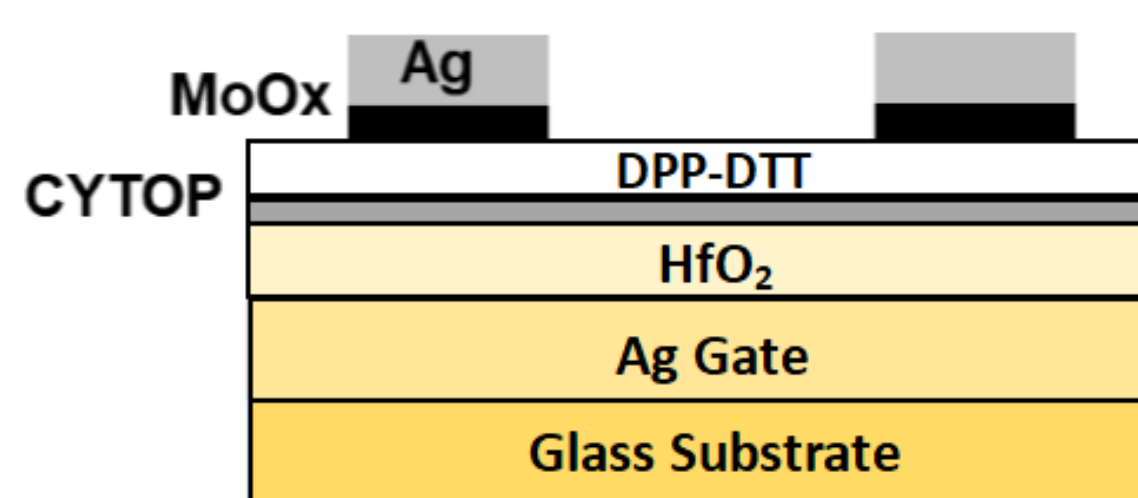 Ag
MoOx
DPP-DTT
CYTOP
HfO₂
Ag Gate
Glass Substrate